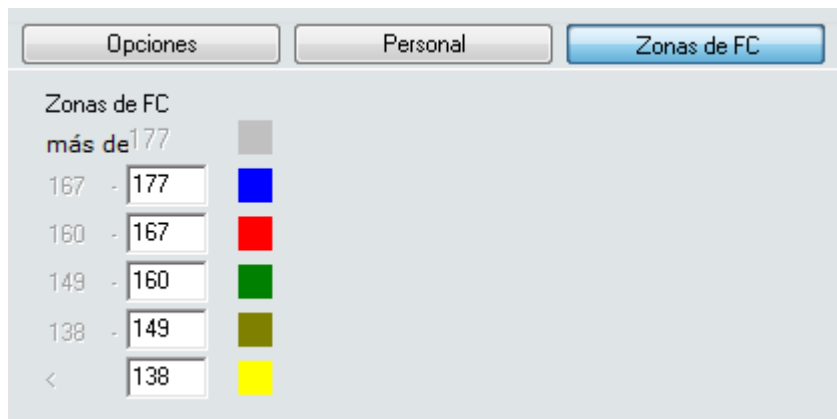 Opciones Personal Zonas de FC
Zonas de FC
más de 177
167 - 177
160 - 167
149 - 160
138 - 149
< 138